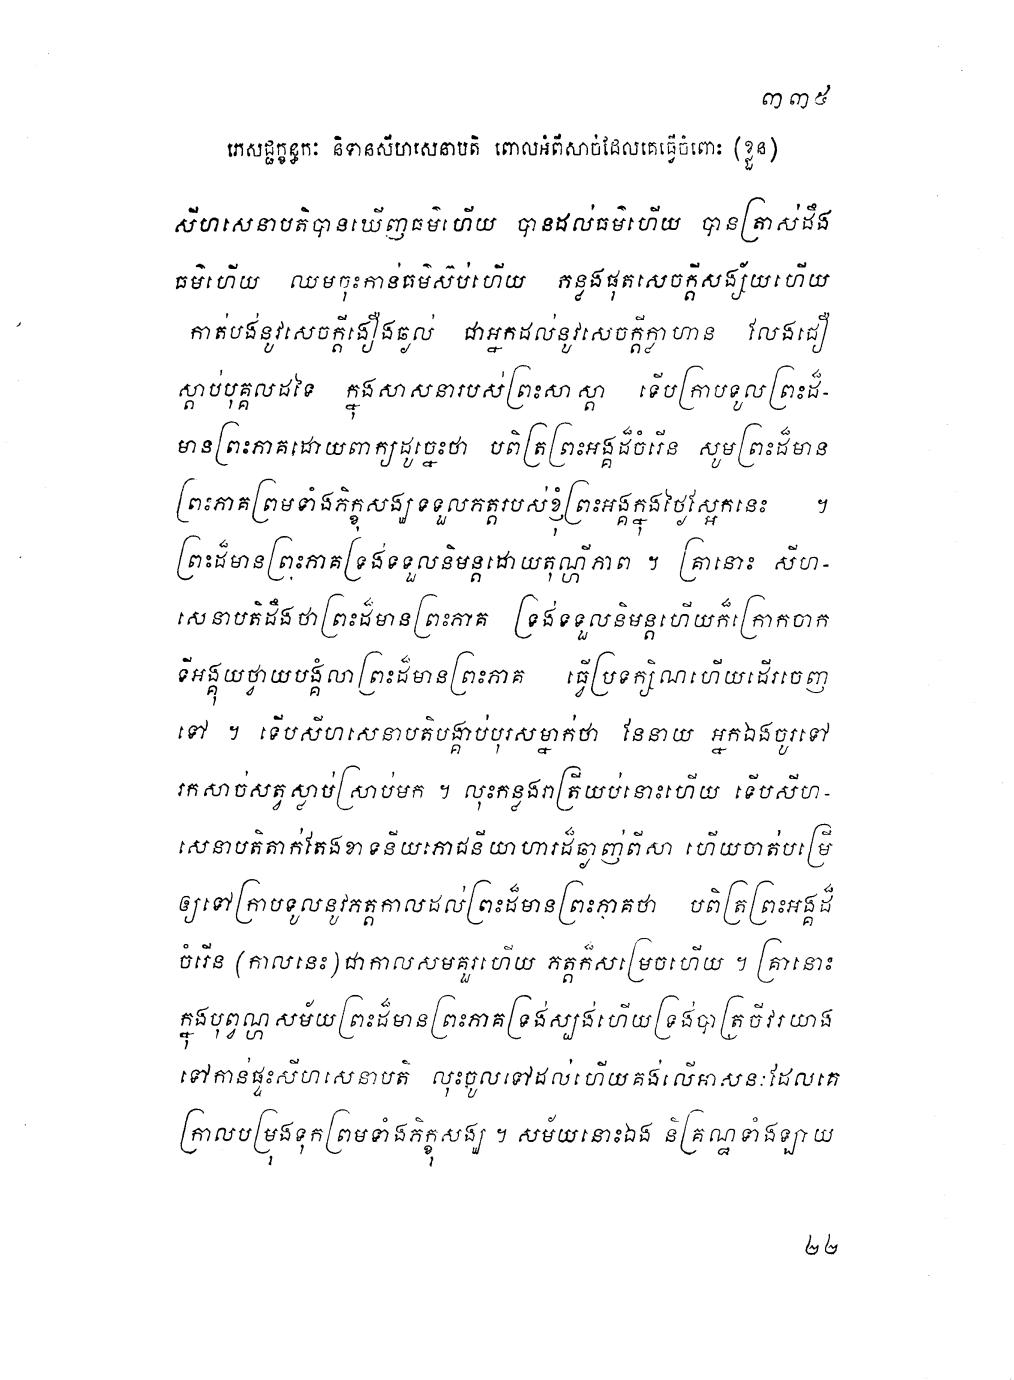 ៣៣៥
ភេសជ្ជក្ខន្ធកៈ និទានសីហសេនាបតិ ពោលអំពីសាច់ដែលគេធ្វើចំពោះ (ខ្លួន)
សីហសេនាបតិបានឃើញធម៌ហើយ បានដល់ធម៌ហើយ បានត្រាស់ដឹង
ធម៌ហើយ ឈមចុះកាន់ធម៌ស៊ប់ហើយ កន្លងផុតសេចក្តីសង្ស័យហើយ
កាត់បង់នូវសេចក្តីងឿងឆ្ងល់ ជាអ្នកដល់នូវសេចក្តីក្លាហាន លែងជឿ
ស្តាប់បុគ្គលដទៃ ក្នុងសាសនារបស់ព្រះសាស្តា ទើបក្រាបទូលព្រះដ៏-
មានព្រះភាគដោយពាក្យដូច្នេះថា បពិត្រព្រះអង្គដ៏ចំរើន សូមព្រះដ៏មាន
ព្រះភាគព្រមទាំងភិក្ខុសង្ឃទទួលភត្តរបស់ខ្ញុំព្រះអង្គក្នុងថ្ងៃស្អែកនេះ ។
ព្រះដ៏មានព្រះភាគទ្រង់ទទួលនិមន្តដោយតុណ្ហីភាព ។ គ្រានោះ សីហ-
សេនាបតិដឹងថាព្រះដ៏មានព្រះភាគ ទ្រង់ទទួលនិមន្តហើយក៏ក្រោកចាក
ទីអង្គុយថ្វាយបង្គំលាព្រះដ៏មានព្រះភាគ ធ្វើប្រទក្សិណហើយដើរចេញ
ទៅ ។ ទើបសីហសេនាបតិបង្គាប់បុរសម្នាក់ថា នែនាយ អ្នកឯងចូរទៅ
រកសាច់សត្វស្លាប់ស្រាប់មក ។ លុះកន្លងរាត្រីយប់នោះហើយ ទើបសីហ-
សេនាបតិតាក់តែងខាទនីយភោជនីយាហារដ៏ឆ្ងាញ់ពីសា ហើយចាត់បម្រើ
ឲ្យទៅក្រាបទូលនូវភត្តកាលដល់ព្រះដ៏មានព្រះភាគថា បពិត្រព្រះអង្គដ៏
ចំរើន (កាលនេះ) ជាកាលសមគួរហើយ ភត្តក៏សម្រេចហើយ ។ គ្រានោះ
ក្នុងបុព្វណ្ហសម័យព្រះដ៏មានព្រះភាគទ្រង់ស្បង់ហើយទ្រង់បាត្រចីវរយាង
ទៅកាន់ផ្ទះសីហសេនាបតិ លុះចូលទៅដល់ហើយគង់លើអាសនៈដែលគេ
ក្រាលបម្រុងទុកព្រមទាំងភិក្ខុសង្ឃ ។ សម័យនោះឯង និគ្រណ្ឋទាំងឡាយ
២២